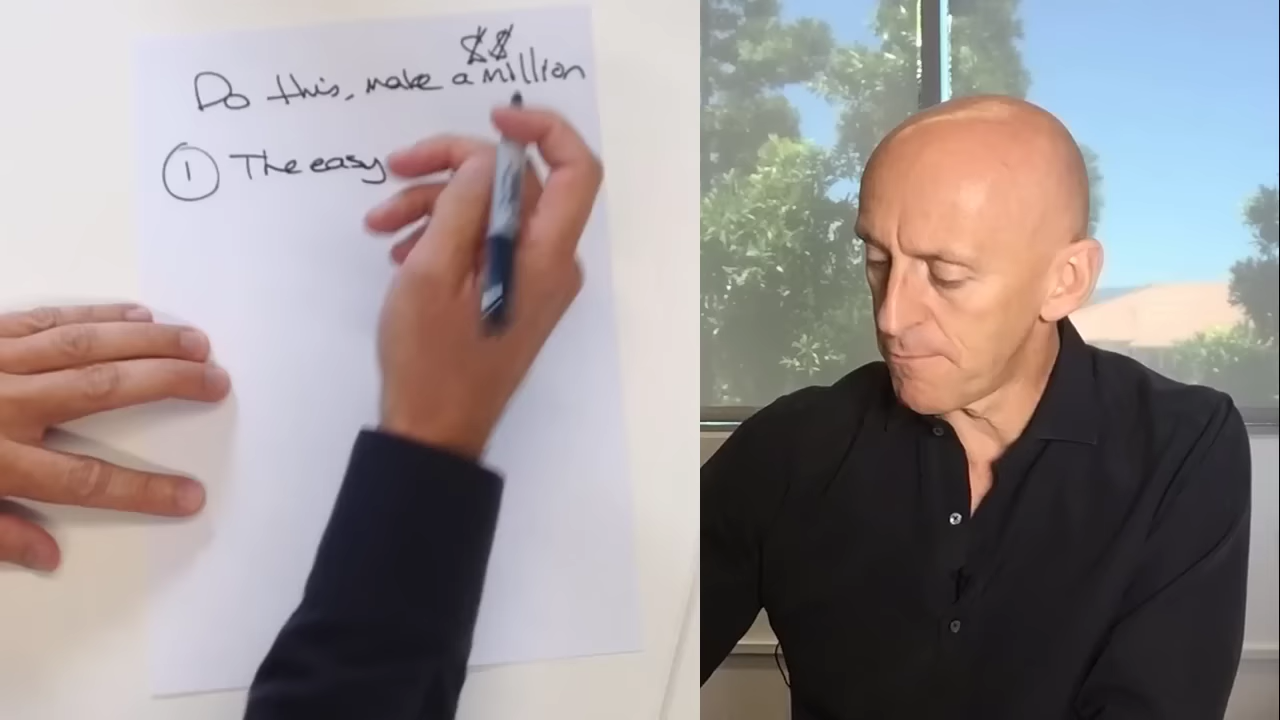 $$
Do this, make a million
① The easy